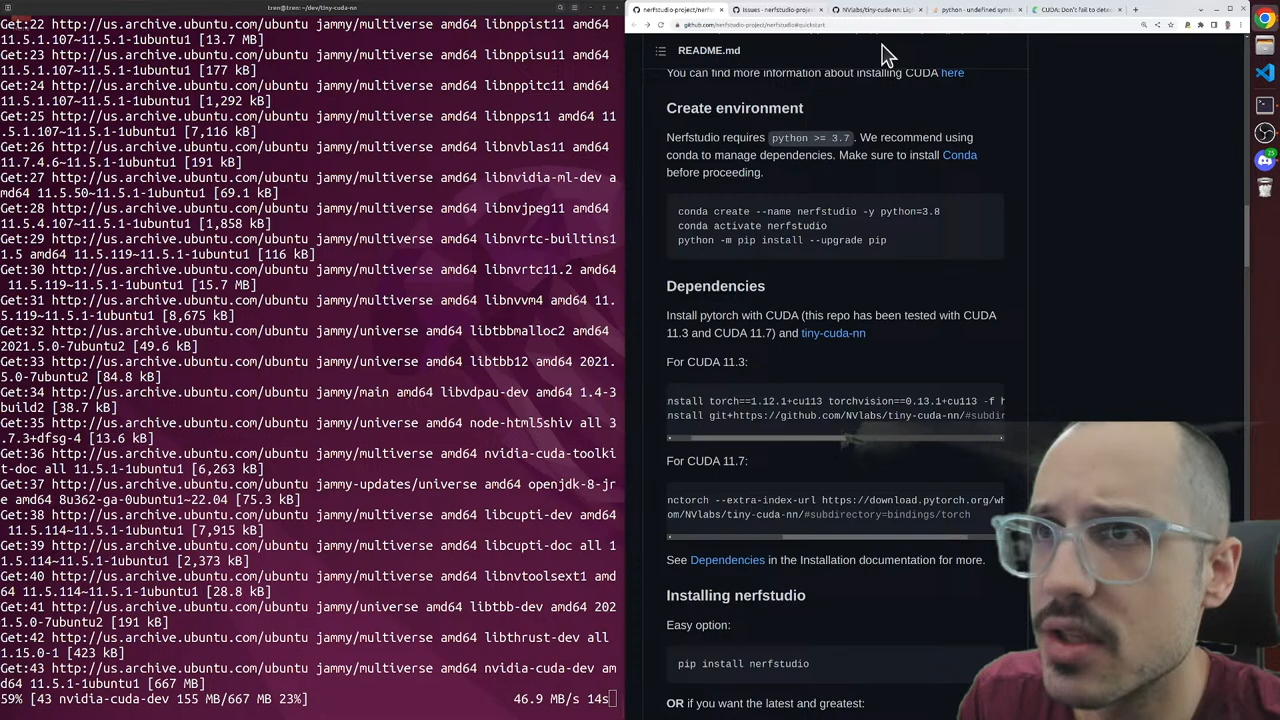 tren@tren: ~/dev/tiny-cuda-nn
Get:22 http://us.archive.ubuntu.com/ubuntu jammy/multiverse amd64 libnppist11 amd64
11.5.1.107~11.5.1-1ubuntu1 [13.7 MB]
Get:23 http://us.archive.ubuntu.com/ubuntu jammy/multiverse amd64 libnppisu11 amd64
11.5.1.107~11.5.1-1ubuntu1 [177 kB]
Get:24 http://us.archive.ubuntu.com/ubuntu jammy/multiverse amd64 libnppitc11 amd64
11.5.1.107~11.5.1-1ubuntu1 [1,292 kB]
Get:25 http://us.archive.ubuntu.com/ubuntu jammy/multiverse amd64 libnpps11 amd64 11
.5.1.107~11.5.1-1ubuntu1 [7,116 kB]
Get:26 http://us.archive.ubuntu.com/ubuntu jammy/multiverse amd64 libnvblas11 amd64
11.7.4.6~11.5.1-1ubuntu1 [191 kB]
Get:27 http://us.archive.ubuntu.com/ubuntu jammy/multiverse amd64 libnvidia-ml-dev a
md64 11.5.50~11.5.1-1ubuntu1 [69.1 kB]
Get:28 http://us.archive.ubuntu.com/ubuntu jammy/multiverse amd64 libnvjpeg11 amd64
11.5.4.107~11.5.1-1ubuntu1 [1,858 kB]
Get:29 http://us.archive.ubuntu.com/ubuntu jammy/multiverse amd64 libnvrtc-builtins1
1.5 amd64 11.5.119~11.5.1-1ubuntu1 [116 kB]
Get:30 http://us.archive.ubuntu.com/ubuntu jammy/multiverse amd64 libnvrtc11.2 amd64
11.5.119~11.5.1-1ubuntu1 [15.7 MB]
Get:31 http://us.archive.ubuntu.com/ubuntu jammy/multiverse amd64 libnvvm4 amd64 11.
5.119~11.5.1-1ubuntu1 [8,675 kB]
Get:32 http://us.archive.ubuntu.com/ubuntu jammy/universe amd64 libtbbmalloc2 amd64
2021.5.0-7ubuntu2 [49.6 kB]
Get:33 http://us.archive.ubuntu.com/ubuntu jammy/universe amd64 libtbb12 amd64 2021.
5.0-7ubuntu2 [84.8 kB]
Get:34 http://us.archive.ubuntu.com/ubuntu jammy/main amd64 libvdpau-dev amd64 1.4-3
build2 [38.7 kB]
Get:35 http://us.archive.ubuntu.com/ubuntu jammy/universe amd64 node-html5shiv all 3
.7.3+dfsg-4 [13.6 kB]
Get:36 http://us.archive.ubuntu.com/ubuntu jammy/multiverse amd64 nvidia-cuda-toolki
t-doc all 11.5.1-1ubuntu1 [6,263 kB]
Get:37 http://us.archive.ubuntu.com/ubuntu jammy-updates/universe amd64 openjdk-8-jr
e amd64 8u362-ga-0ubuntu1~22.04 [75.3 kB]
Get:38 http://us.archive.ubuntu.com/ubuntu jammy/multiverse amd64 libcupti-dev amd64
11.5.114~11.5.1-1ubuntu1 [7,915 kB]
Get:39 http://us.archive.ubuntu.com/ubuntu jammy/multiverse amd64 libcupti-doc all 1
1.5.114~11.5.1-1ubuntu1 [2,373 kB]
Get:40 http://us.archive.ubuntu.com/ubuntu jammy/multiverse amd64 libnvtoolsext1 amd
64 11.5.114~11.5.1-1ubuntu1 [28.8 kB]
Get:41 http://us.archive.ubuntu.com/ubuntu jammy/universe amd64 libtbb-dev amd64 202
1.5.0-7ubuntu2 [191 kB]
Get:42 http://us.archive.ubuntu.com/ubuntu jammy/multiverse amd64 libthrust-dev all
1.15.0-1 [423 kB]
Get:43 http://us.archive.ubuntu.com/ubuntu jammy/multiverse amd64 nvidia-cuda-dev am
d64 11.5.1-1ubuntu1 [667 MB]
59% [43 nvidia-cuda-dev 155 MB/667 MB 23%] 46.9 MB/s 14s
nerfstudio-project/nerfst Issues · nerfstudio-project NVlabs/tiny-cuda-nn: Ligh python - undefined symb CUDA: Don't fail to detec
github.com/nerfstudio-project/nerfstudio#quickstart
README.md
You can find more information about installing CUDA here
Create environment
Nerfstudio requires python >= 3.7. We recommend using
conda to manage dependencies. Make sure to install Conda
before proceeding.
conda create --name nerfstudio -y python=3.8
conda activate nerfstudio
python -m pip install --upgrade pip
Dependencies
Install pytorch with CUDA (this repo has been tested with CUDA
11.3 and CUDA 11.7) and tiny-cuda-nn
For CUDA 11.3:
nstall torch==1.12.1+cu113 torchvision==0.13.1+cu113 -f h
nstall git+https://github.com/NVlabs/tiny-cuda-nn/#subdir
For CUDA 11.7:
nctorch --extra-index-url https://download.pytorch.org/wh
om/NVlabs/tiny-cuda-nn/#subdirectory=bindings/torch
See Dependencies in the Installation documentation for more.
Installing nerfstudio
Easy option:
pip install nerfstudio
OR if you want the latest and greatest: